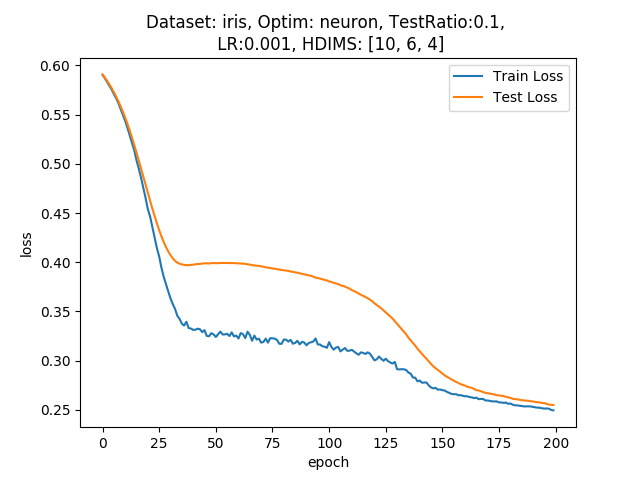 Dataset: iris, Optim: neuron, TestRatio:0.1,
LR:0.001, HDIMS: [10, 6, 4]
Train Loss
Test Loss
0.60
0.55
0.50
0.45
0.40
0.35
0.30
0.25
loss
0 25 50 75 100 125 150 175 200
epoch